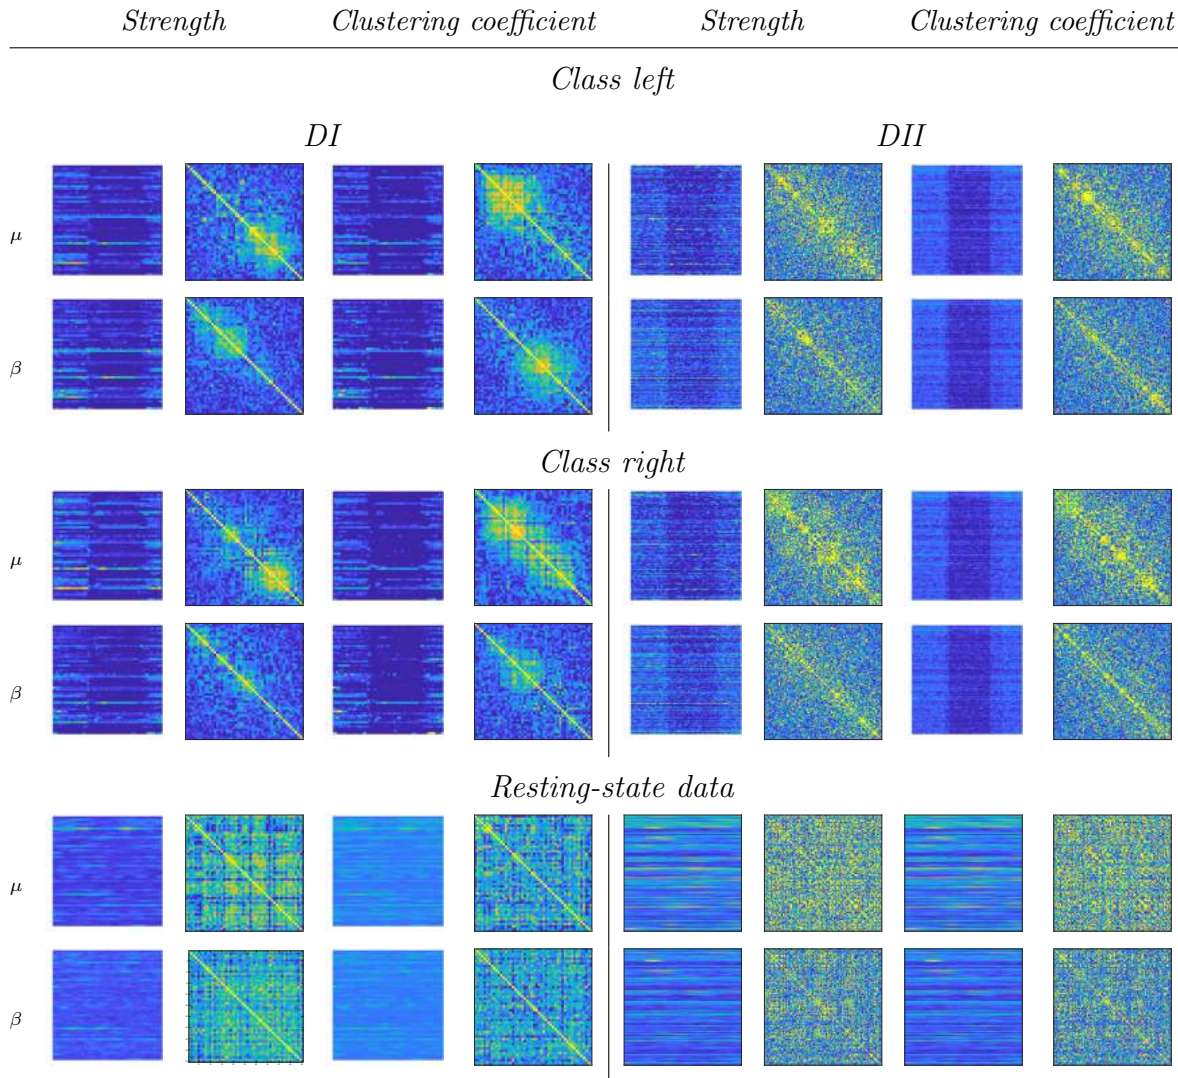 Strength Clustering coefficient Strength Clustering coefficient
Class left
DI DII
μ
β
Class right
μ
β
Resting-state data
μ
β